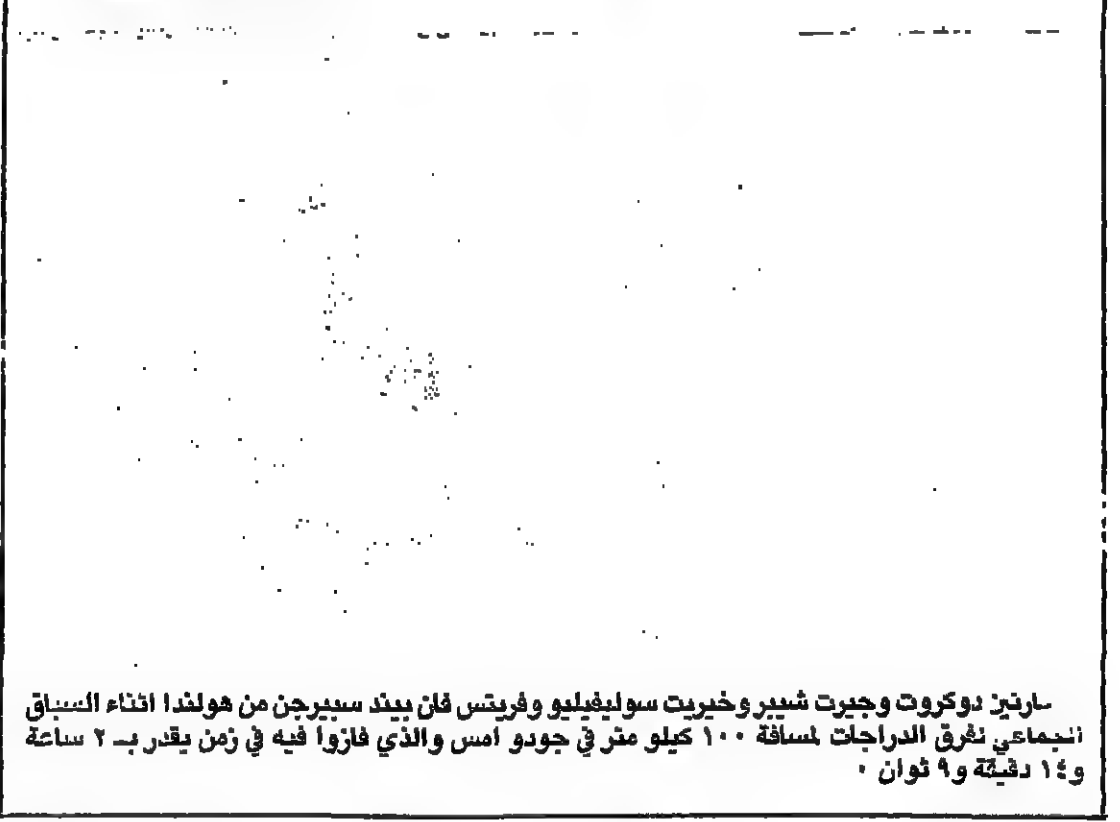 مارتيز دوكروت وجيرت شيبر وخيريت سوليفيليو وفريتس فان بيند سبيرجن من هولندا اثناء السباق
الجماعي لفرق الدراجات لمسافة ١٠٠ كيلو متر في جودو امس والذي فازوا فيه في زمن يقدر بـ ٢ ساعة
و١٤ دقيقة و٩ ثوان ٠